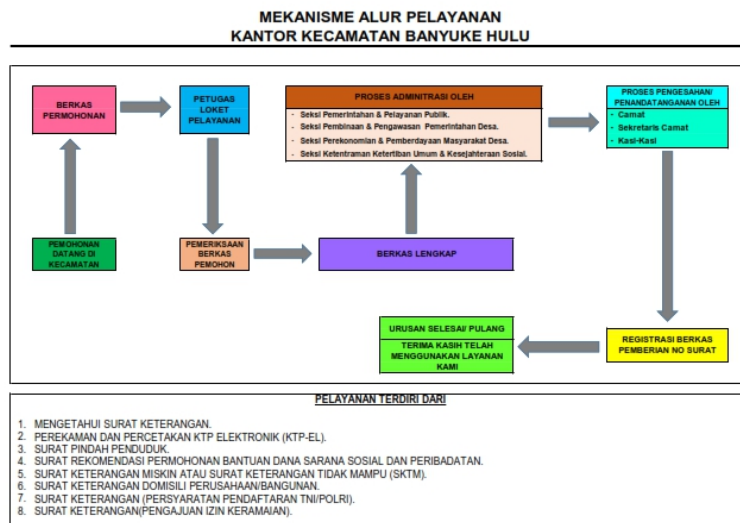 MEKANISME ALUR PELAYANAN
KANTOR KECAMATAN BANYUKE HULU
BERKAS
PERMOHONAN
PETUGAS
LOKET
PELAYANAN
PROSES ADMINITRASI OLEH
- Seksi Pemerintahan & Pelayanan Publik.
- Seksi Pembinaan & Pengawasan Pemerintahan Desa.
- Seksi Perekonomian & Pemberdayaan Masyarakat Desa.
- Seksi Ketentraman Ketertiban Umum & Kesejahteraan Sosial.
PROSES PENGESAHAN/
PENANDATANGANAN OLEH
- Camat
- Sekretaris Camat
- Kasi-Kasi
PEMOHONAN
DATANG DI
KECAMATAN
PEMERIKSAAN
BERKAS
PEMOHON
BERKAS LENGKAP
URUSAN SELESAI/ PULANG
TERIMA KASIH TELAH
MENGGUNAKAN LAYANAN
KAMI
REGISTRASI BERKAS
PEMBERIAN NO SURAT
PELAYANAN TERDIRI DARI
1. MENGETAHUI SURAT KETERANGAN.
2. PEREKAMAN DAN PERCETAKAN KTP ELEKTRONIK (KTP-EL).
3. SURAT PINDAH PENDUDUK.
4. SURAT REKOMENDASI PERMOHONAN BANTUAN DANA SARANA SOSIAL DAN PERIBADATAN.
5. SURAT KETERANGAN MISKIN ATAU SURAT KETERANGAN TIDAK MAMPU (SKTM).
6. SURAT KETERANGAN DOMISILI PERUSAHAAN/BANGUNAN.
7. SURAT KETERANGAN (PERSYARATAN PENDAFTARAN TNI/POLRI).
8. SURAT KETERANGAN(PENGAJUAN IZIN KERAMAIAN).